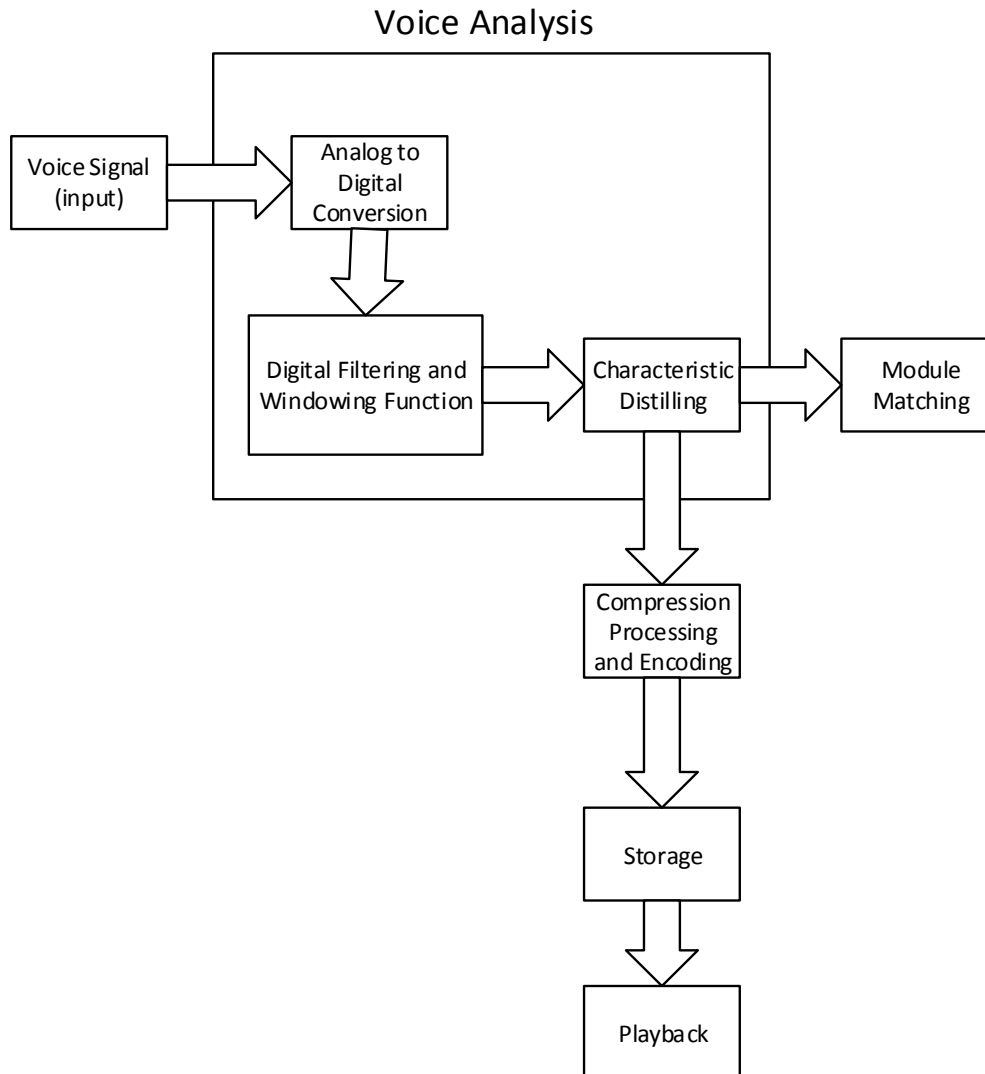 Voice Analysis
Voice Signal
(input)
Analog to
Digital
Conversion
Digital Filtering and
Windowing Function
Characteristic
Distilling
Module
Matching
Compression
Processing
and Encoding
Storage
Playback